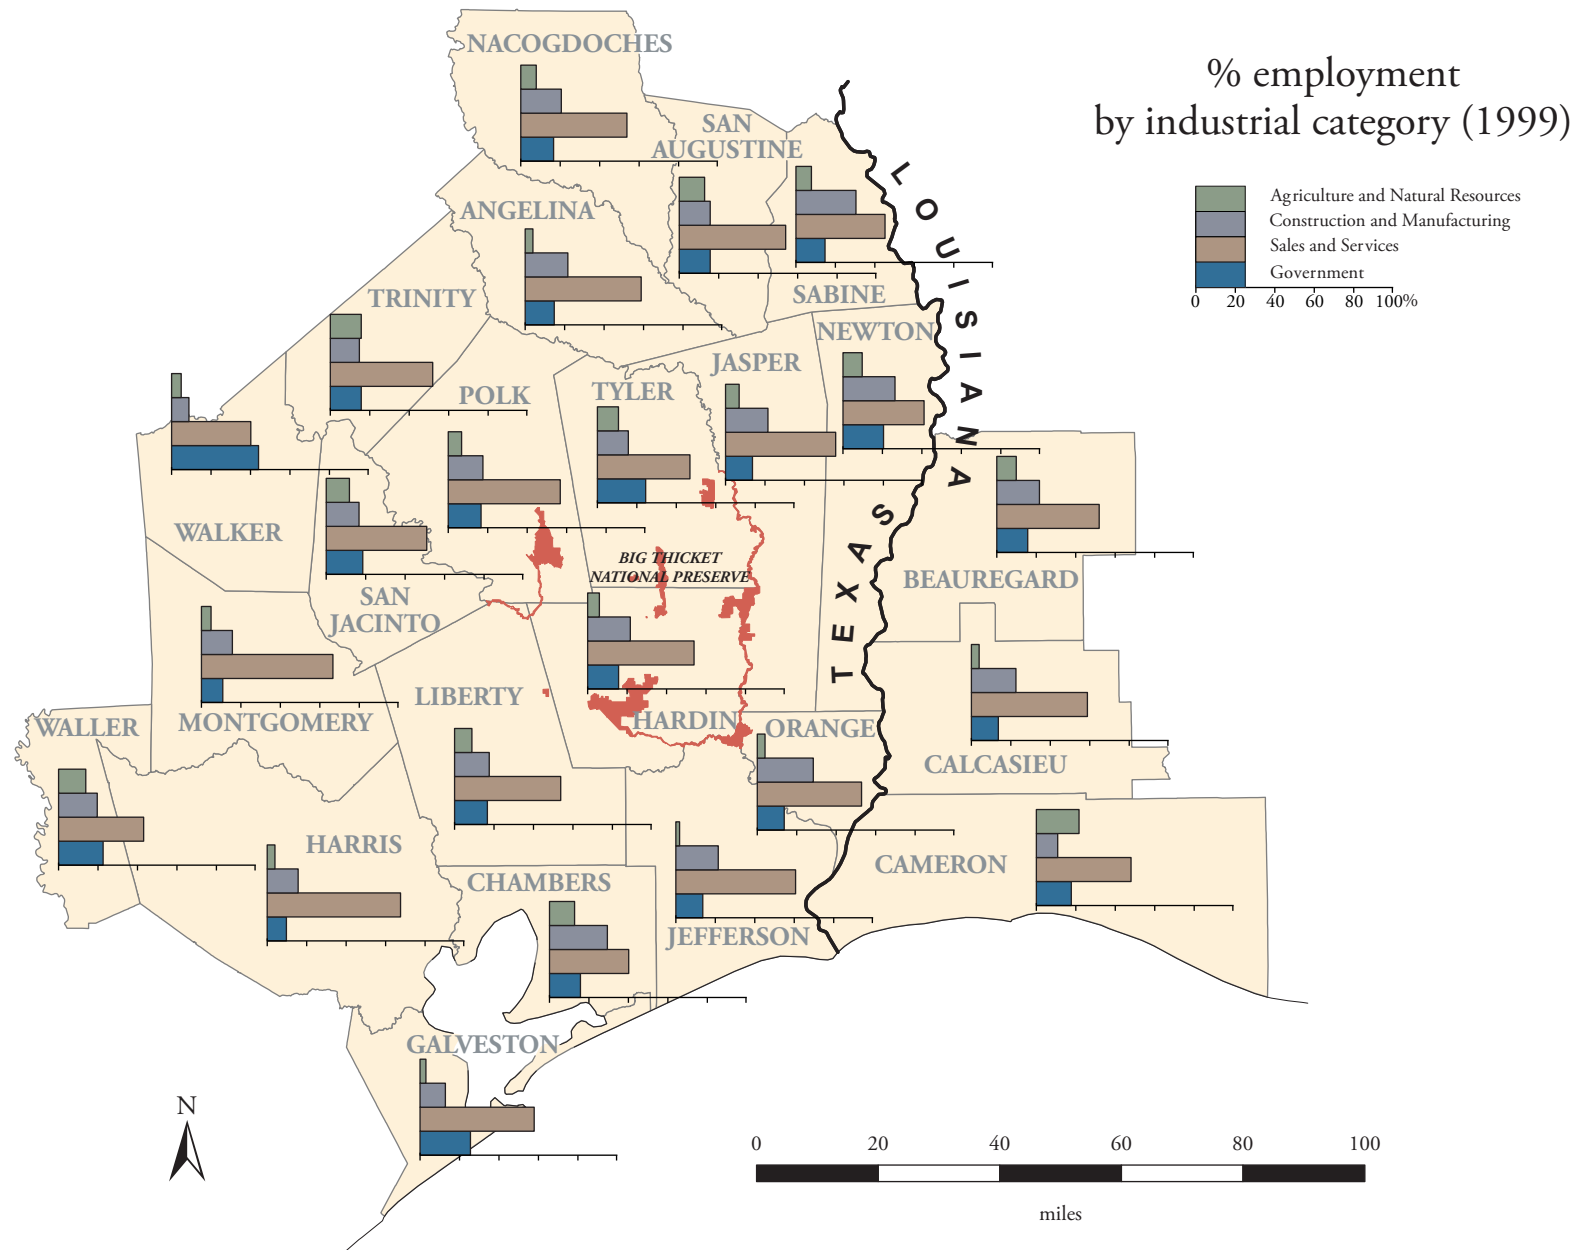 % employment
by industrial category (1999)
Agriculture and Natural Resources
Construction and Manufacturing
Sales and Services
Government
0 20 40 60 80 100%
NACOGDOCHES
SAN
AUGUSTINE
LOUISIANA
ANGELINA
TRINITY
SABINE
NEWTON
JASPER
POLK
TYLER
WALKER
TEXAS
BIG THICKET
NATIONAL PRESERVE
BEAUREGARD
SAN
JACINTO
LIBERTY
MONTGOMERY
WALLER
HARDIN
ORANGE
CALCASIEU
HARRIS
CAMERON
CHAMBERS
JEFFERSON
GALVESTON
N
0 20 40 60 80 100
miles